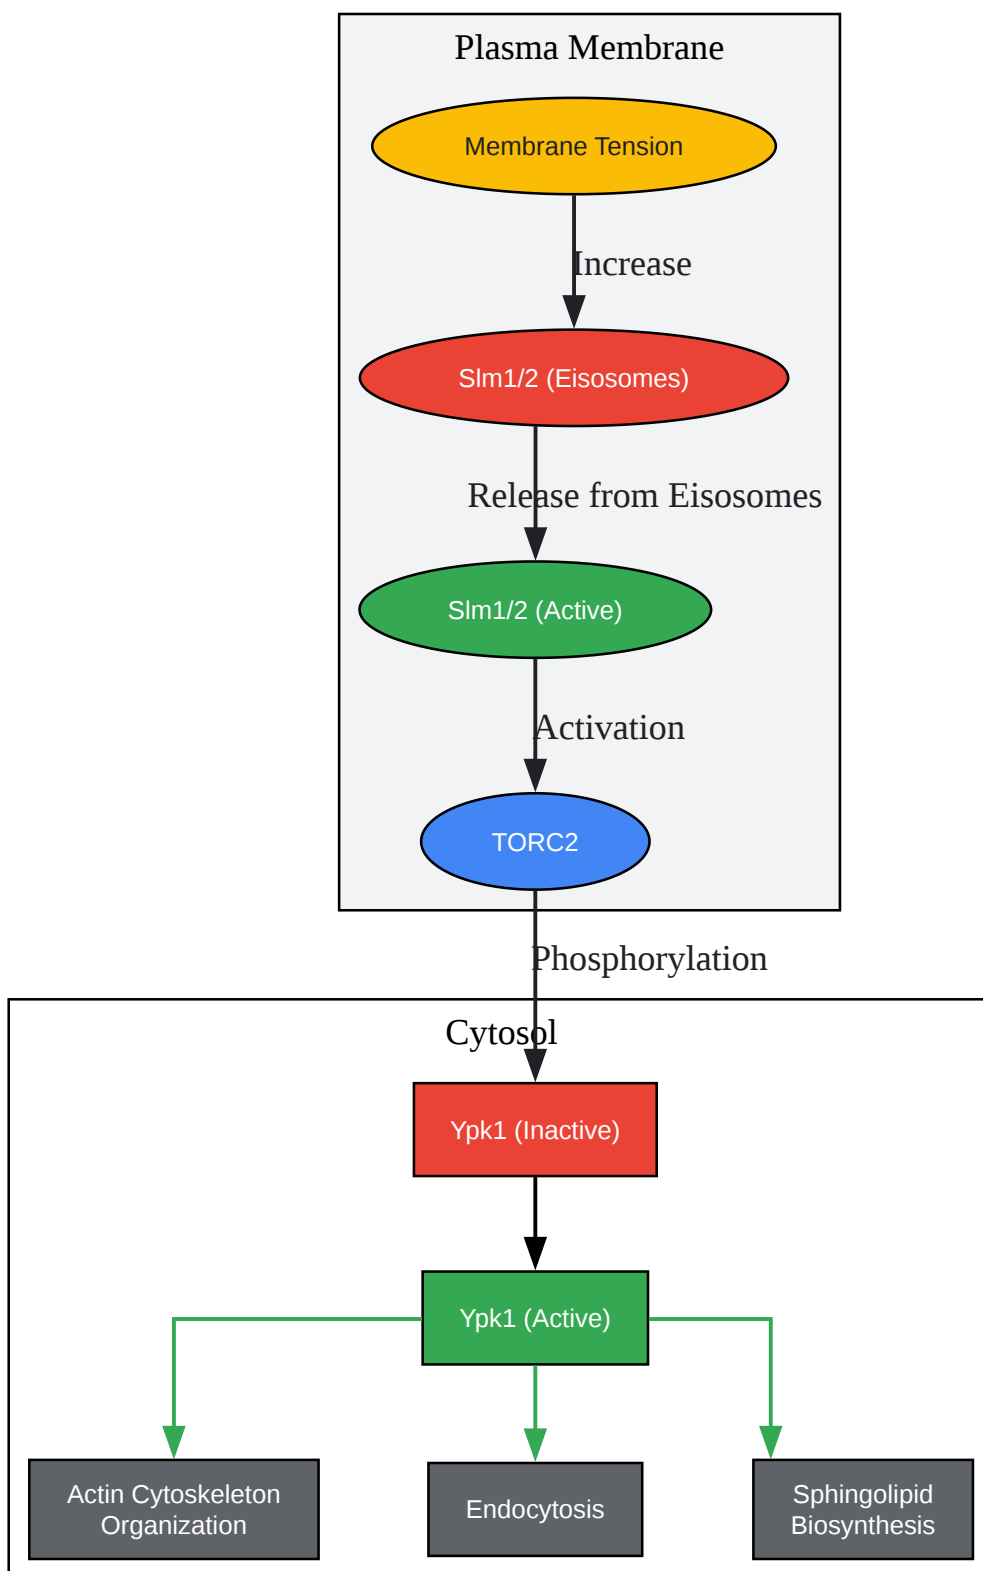 Plasma Membrane
Membrane Tension
Increase
Slm1/2 (Eisosomes)
Release from Eisosomes
Slm1/2 (Active)
Activation
TORC2
Phosphorylation
Cytosol
Ypk1 (Inactive)
Ypk1 (Active)
Actin Cytoskeleton
Organization
Endocytosis
Sphingolipid
Biosynthesis